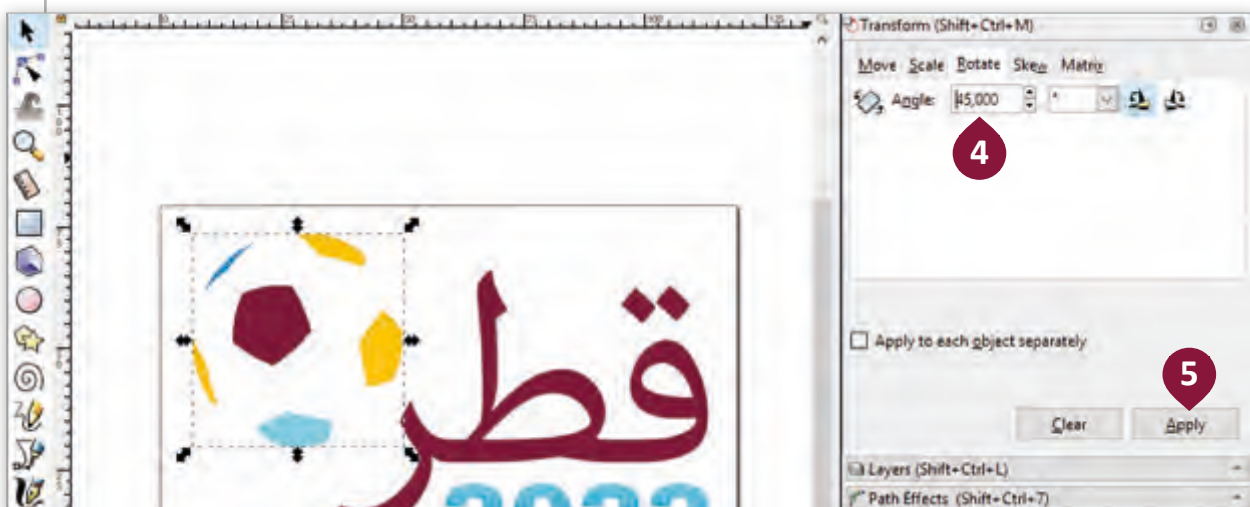 Transform (Shift+Ctrl+M)
Move Scale Rotate Skew Matrix
Angle: 45,000 °
4
قطر
Apply to each object separately
5
Clear Apply
Layers (Shift+Ctrl+L)
2022
Path Effects (Shift+Ctrl+7)